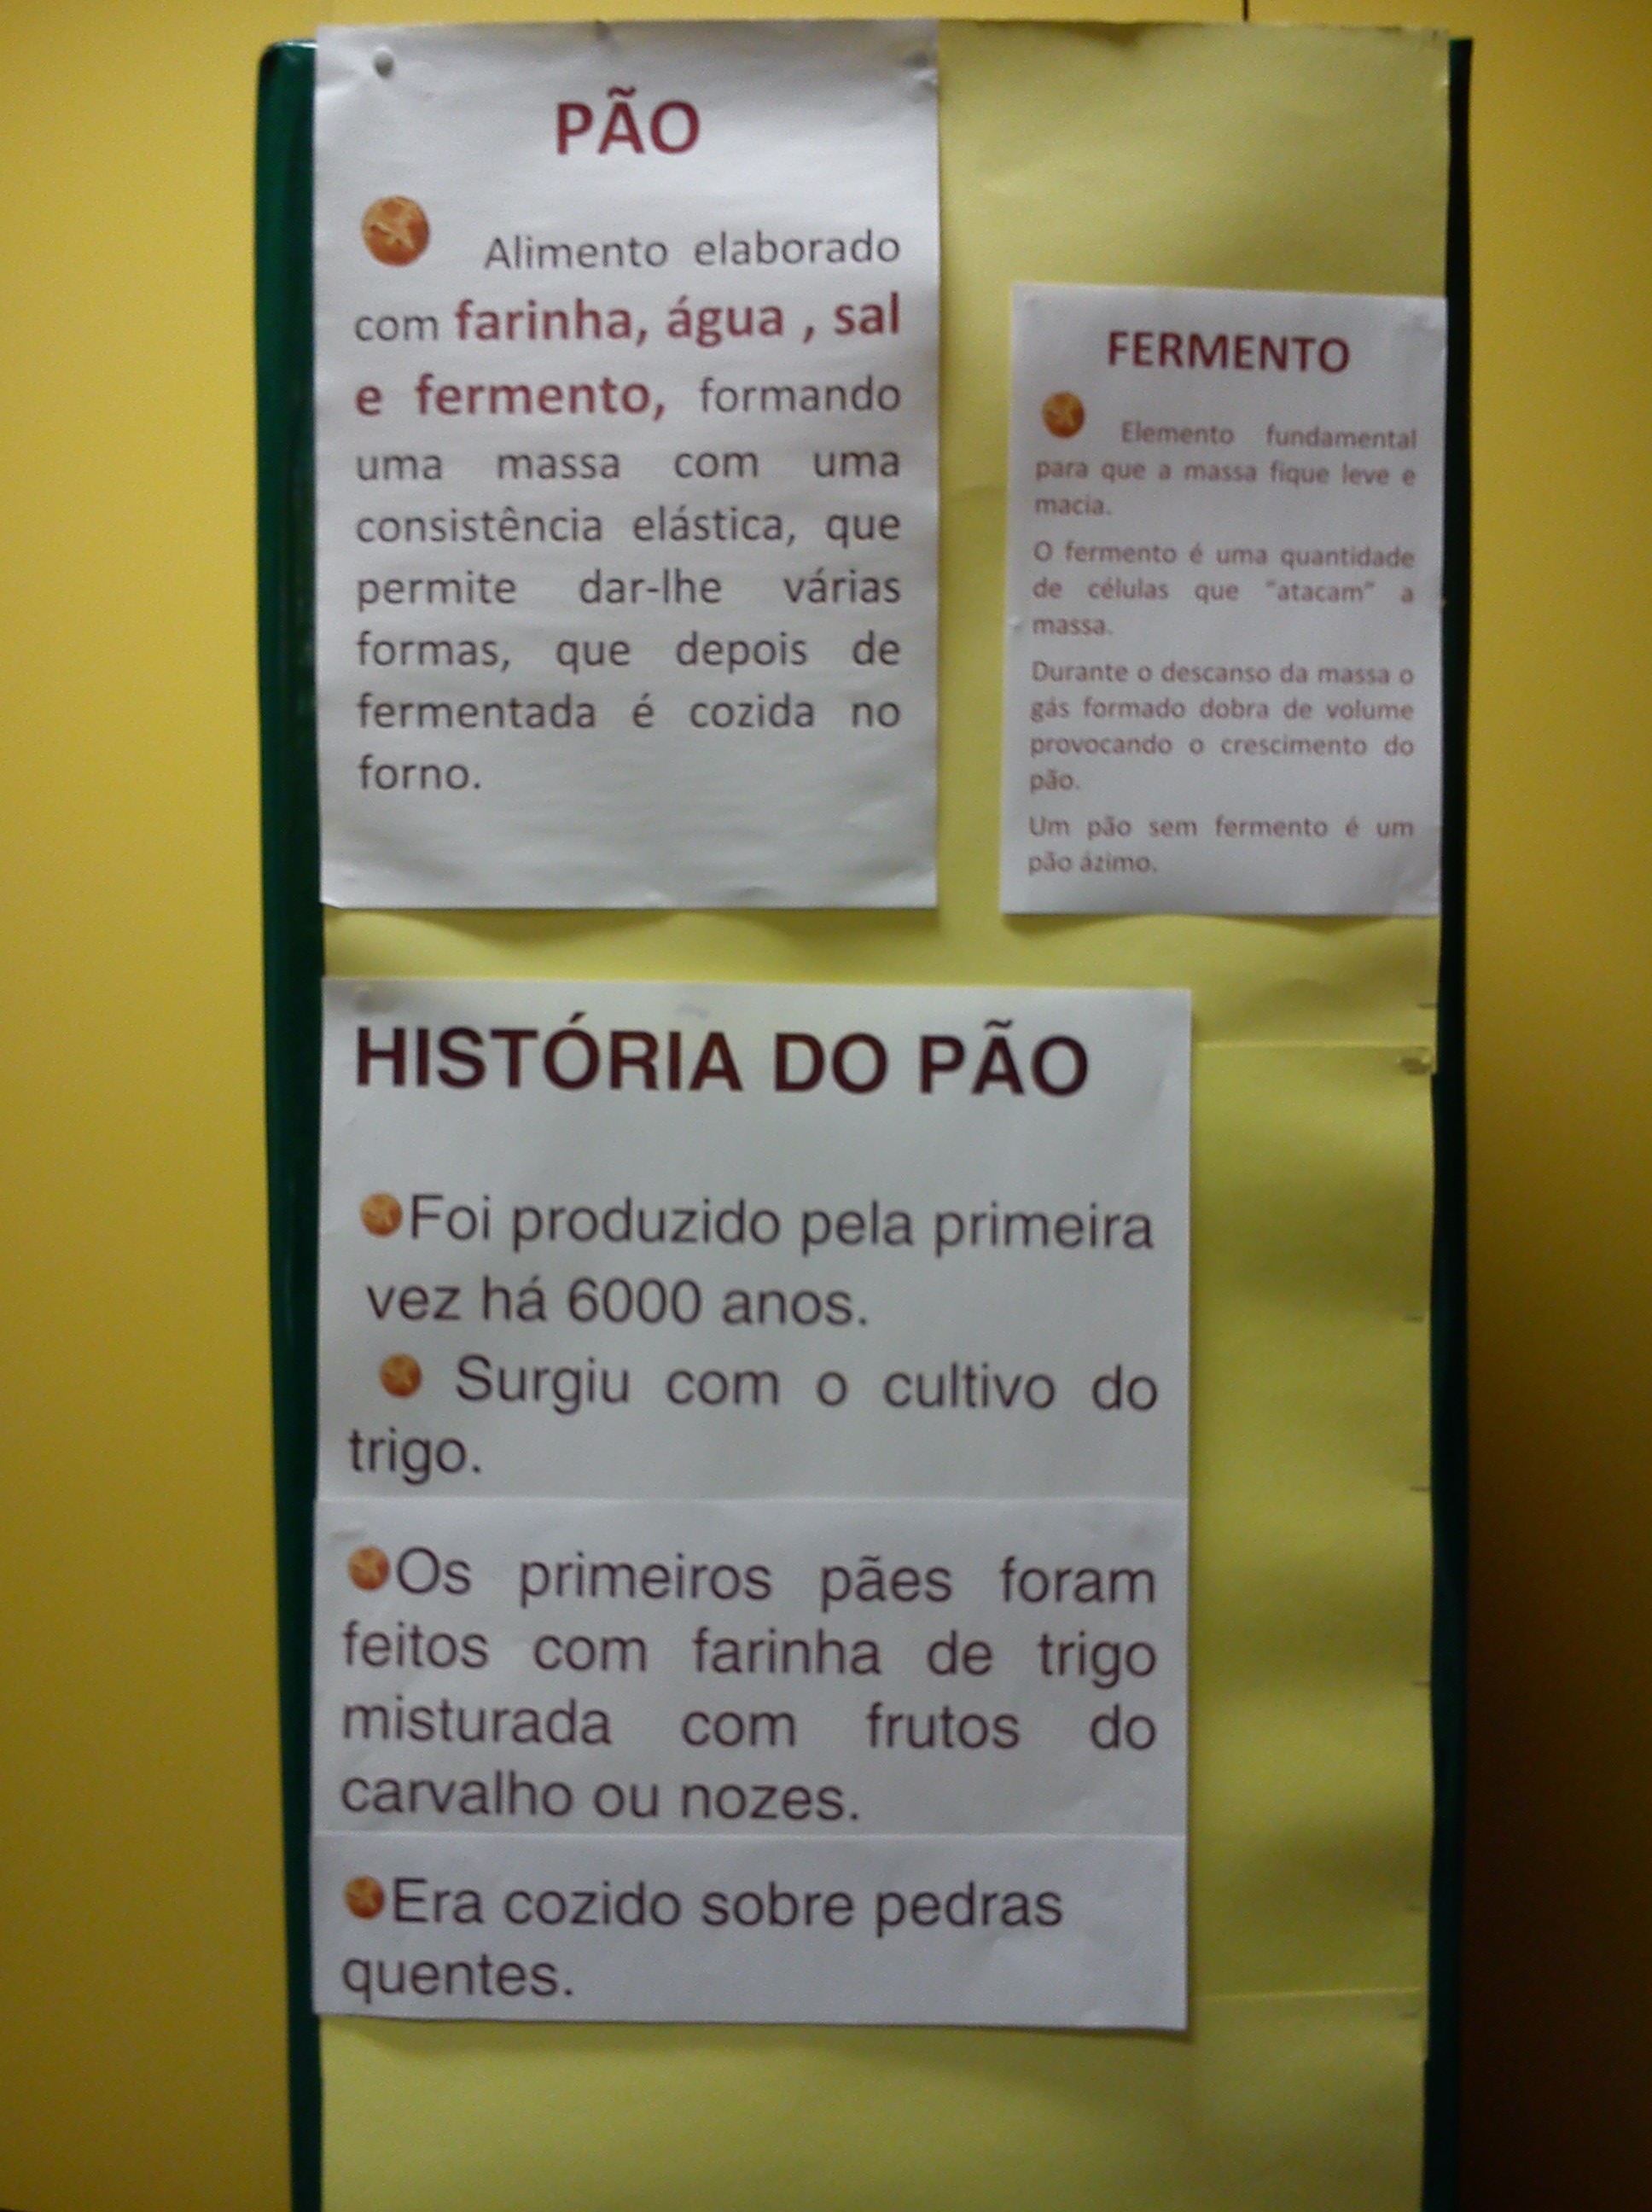 PÃO
Alimento elaborado
com farinha, água , sal
e fermento, formando
uma massa com uma
consistência elástica, que
permite dar-lhe várias
formas, que depois de
fermentada é cozida no
forno.
FERMENTO
Elemento fundamental
para que a massa fique leve e
macia.
O fermento é uma quantidade
de células que "atacam" a
massa.
Durante o descanso da massa o
gás formado dobra de volume
provocando o crescimento do
pão.
Um pão sem fermento é um
pão ázimo.
HISTÓRIA DO PÃO
Foi produzido pela primeira
vez há 6000 anos.
Surgiu com o cultivo do
trigo.
Os primeiros pães foram
feitos com farinha de trigo
misturada com frutos do
carvalho ou nozes.
Era cozido sobre pedras
quentes.